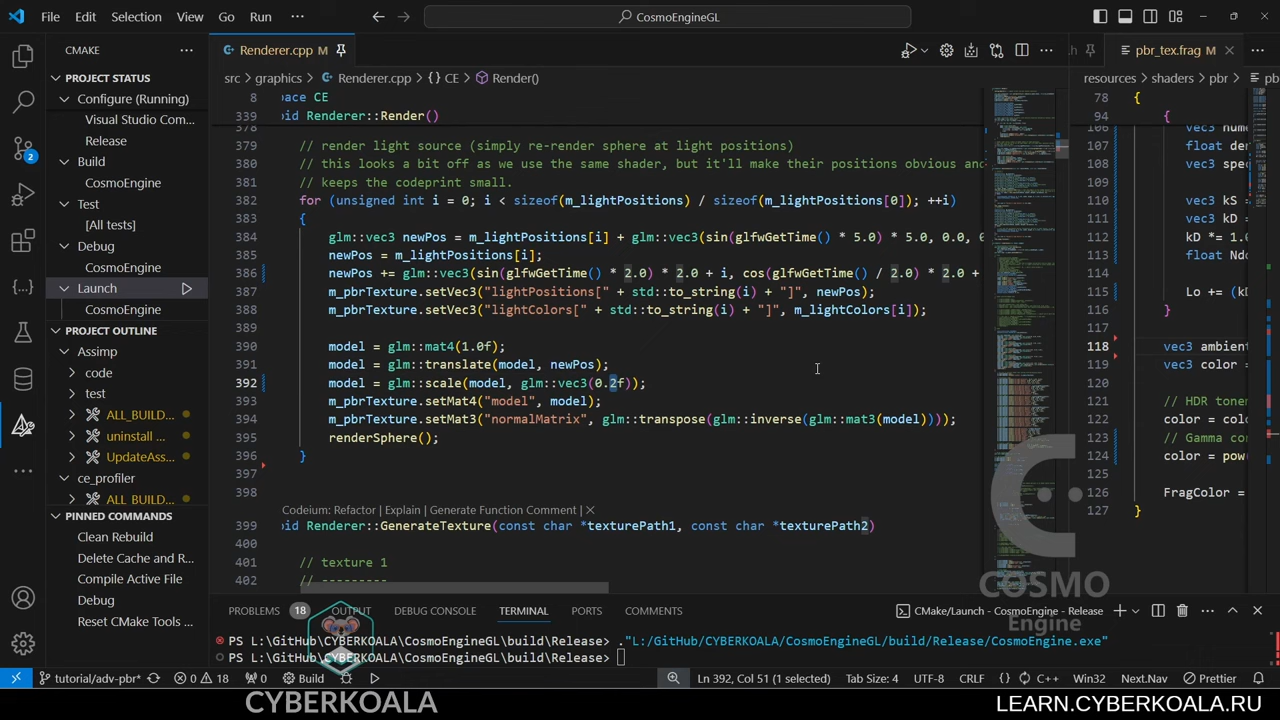 File Edit Selection View Go Run ··· CosmoEngineGL
CMAKE ···
PROJECT STATUS
Configure (Running)
Visual Studio Com...
Release
Build
CosmoEngine
Test
[All tests]
Debug
CosmoEngine
Launch
CosmoEngine
PROJECT OUTLINE
Assimp
code
test
ALL_BUILD...
uninstall ...
UpdateAss...
ce_profiler
ALL_BUILD...
PINNED COMMANDS
Clean Rebuild
Delete Cache and R...
Compile Active File
Debug
Reset CMake Tools ...
2
Renderer.cpp M
src > graphics > Renderer.cpp > {} CE > Render()
8 pace CE
339 oid Renderer::Render()
378
379 render light source (simply re-render sphere at light positions)
380 this looks a bit off as we use the same shader, but it'll make their positions obvious and
381 keeps the codeprint small.
382 for (unsigned int i = 0; i < sizeof(m_lightPositions) / sizeof(m_lightPositions[0]); ++i)
383 {
384 glm::vec3 newPos = m_lightPositions[i] + glm::vec3(sin(glfwGetTime() * 5.0) * 5.0, 0.0, 0
385 newPos = m_lightPositions[i];
386 newPos += glm::vec3(sin(glfwGetTime() * 2.0) * 2.0 + i, cos(glfwGetTime() / 2.0) * 2.0 +
387 m_pbrTexture.setVec3("lightPositions[" + std::to_string(i) + "]", newPos);
388 m_pbrTexture.setVec3("lightColors[" + std::to_string(i) + "]", m_lightColors[i]);
389
390 model = glm::mat4(1.0f);
391 model = glm::translate(model, newPos);
392 model = glm::scale(model, glm::vec3(0.2f));
393 m_pbrTexture.setMat4("model", model);
394 m_pbrTexture.setMat3("normalMatrix", glm::transpose(glm::inverse(glm::mat3(model))));
395 renderSphere();
396 }
397
398
Codeium: Refactor | Explain | Generate Function Comment | ×
399 oid Renderer::GenerateTexture(const char *texturePath1, const char *texturePath2)
400
401 // texture 1
402 // ---------
.h pbr_tex.frag M
resources > shaders > pbr > pb
78 {
94 {
106 vec3 nume
107 float den
108 vec3 spec
109
110 vec3 kS
111 vec3 kD
112 kD *= 1.0
113 float Ndo
114
115 Lo += (kD
116 }
117
118 vec3 ambien
119 vec3 color
120
121 // HDR tonem
122 color = colo
123 // Gamma cor
124 color = pow(
125
126 FragColor =
127 }
COSMO
Engine
PROBLEMS 18 OUTPUT DEBUG CONSOLE TERMINAL PORTS COMMENTS CMake/Launch - CosmoEngine - Release
PS L:\GitHub\CYBERKOALA\CosmoEngineGL\build\Release> ."L:/GitHub/CYBERKOALA/CosmoEngineGL/build/Release/CosmoEngine.exe"
PS L:\GitHub\CYBERKOALA\CosmoEngineGL\build\Release>
tutorial/adv-pbr* 0 18 0 Build Ln 392, Col 51 (1 selected) Tab Size: 4 UTF-8 CRLF {} C++ Win32 Next.Nav Prettier
CYBERKOALA
LEARN.CYBERKOALA.RU